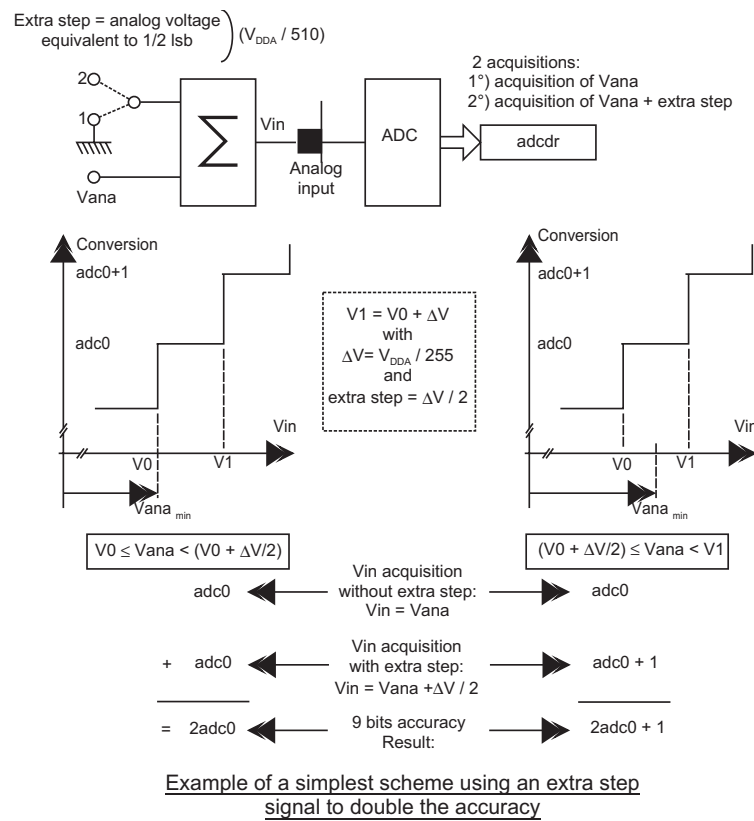 Extra step = analog voltage
equivalent to 1/2 lsb
(VDDA / 510)
2 acquisitions:
1°) acquisition of Vana
2°) acquisition of Vana + extra step
2
1
Σ
Vin
ADC
adcdr
Analog
input
Vana
Conversion
adc0+1
adc0
Vin
V0
V1
Vana min
V1 = V0 + ΔV
with
ΔV= VDDA / 255
and
extra step = ΔV / 2
Conversion
adc0+1
adc0
Vin
V0
V1
Vana min
V0 ≤ Vana < (V0 + ΔV/2)
(V0 + ΔV/2) ≤ Vana < V1
adc0
Vin acquisition
without extra step:
Vin = Vana
adc0
+ adc0
Vin acquisition
with extra step:
Vin = Vana +ΔV / 2
adc0 + 1
= 2adc0
9 bits accuracy
Result:
2adc0 + 1
Example of a simplest scheme using an extra step
signal to double the accuracy